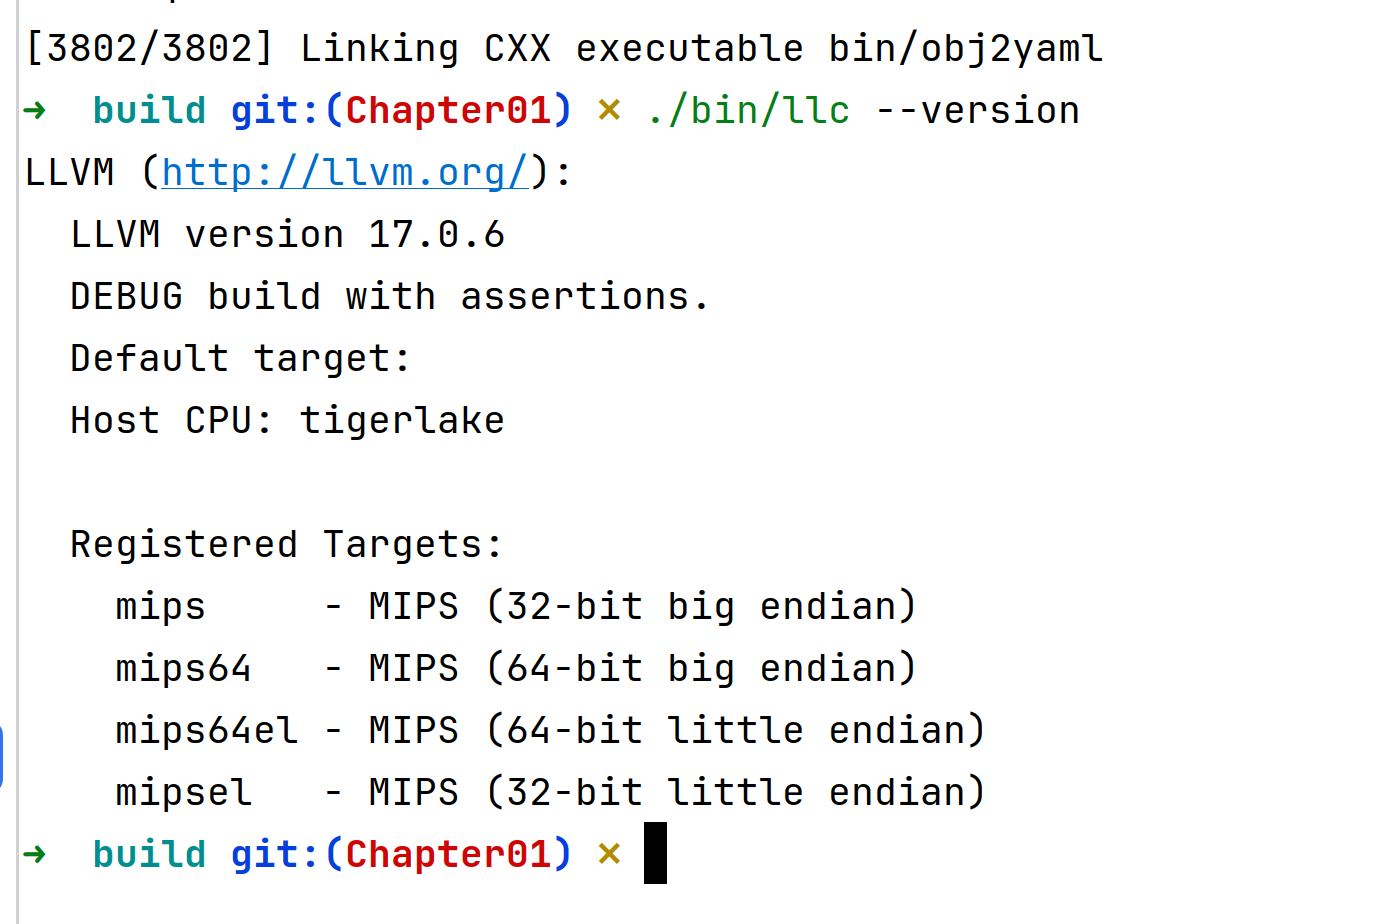 [3802/3802] Linking CXX executable bin/obj2yaml
➜  build git:(Chapter01) ✗ ./bin/llc --version
LLVM (http://llvm.org/):
  LLVM version 17.0.6
  DEBUG build with assertions.
  Default target:
  Host CPU: tigerlake

  Registered Targets:
    mips     - MIPS (32-bit big endian)
    mips64   - MIPS (64-bit big endian)
    mips64el - MIPS (64-bit little endian)
    mipsel   - MIPS (32-bit little endian)
➜  build git:(Chapter01) ✗